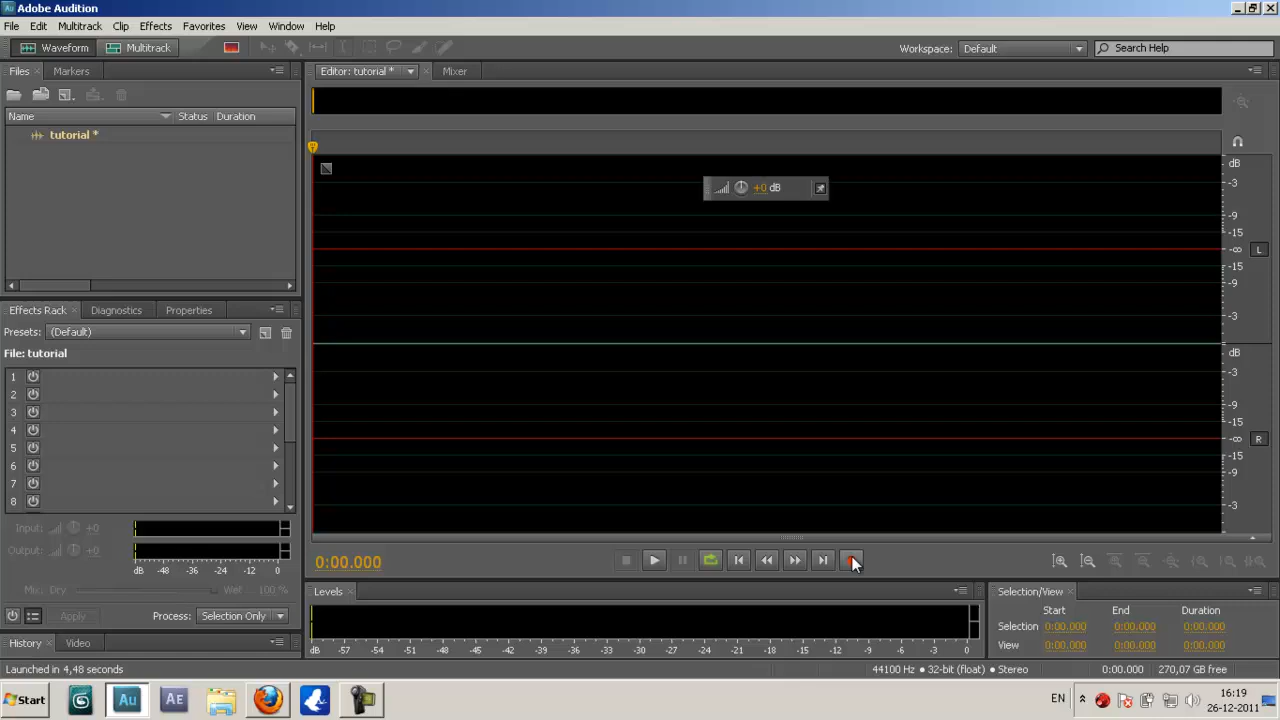 Adobe Audition
File Edit Multitrack Clip Effects Favorites View Window Help
Waveform Multitrack Workspace: Default Search Help
Files Markers Editor: tutorial * Mixer
Name Status Duration
tutorial *
+0 dB
dB
-3
-9
-15
-∞ L
-15
-9
-3
dB
-3
-9
-15
-∞ R
-15
-9
-3
Effects Rack Diagnostics Properties
Presets: (Default)
File: tutorial
1
2
3
4
5
6
7
8
Input: +0
Output: +0
dB -48 -36 -24 -12 0
Mix: Dry Wet 100 %
Apply Process: Selection Only
History Video
0:00.000
Levels
dB -57 -54 -51 -48 -45 -42 -39 -36 -33 -30 -27 -24 -21 -18 -15 -12 -9 -6 -3 0
Selection/View
Start End Duration
Selection 0:00.000 0:00.000 0:00.000
View 0:00.000 0:00.000 0:00.000
Launched in 4,48 seconds 44100 Hz • 32-bit (float) • Stereo 0:00.000 270,07 GB free
Start Au AE EN 16:19
26-12-2011